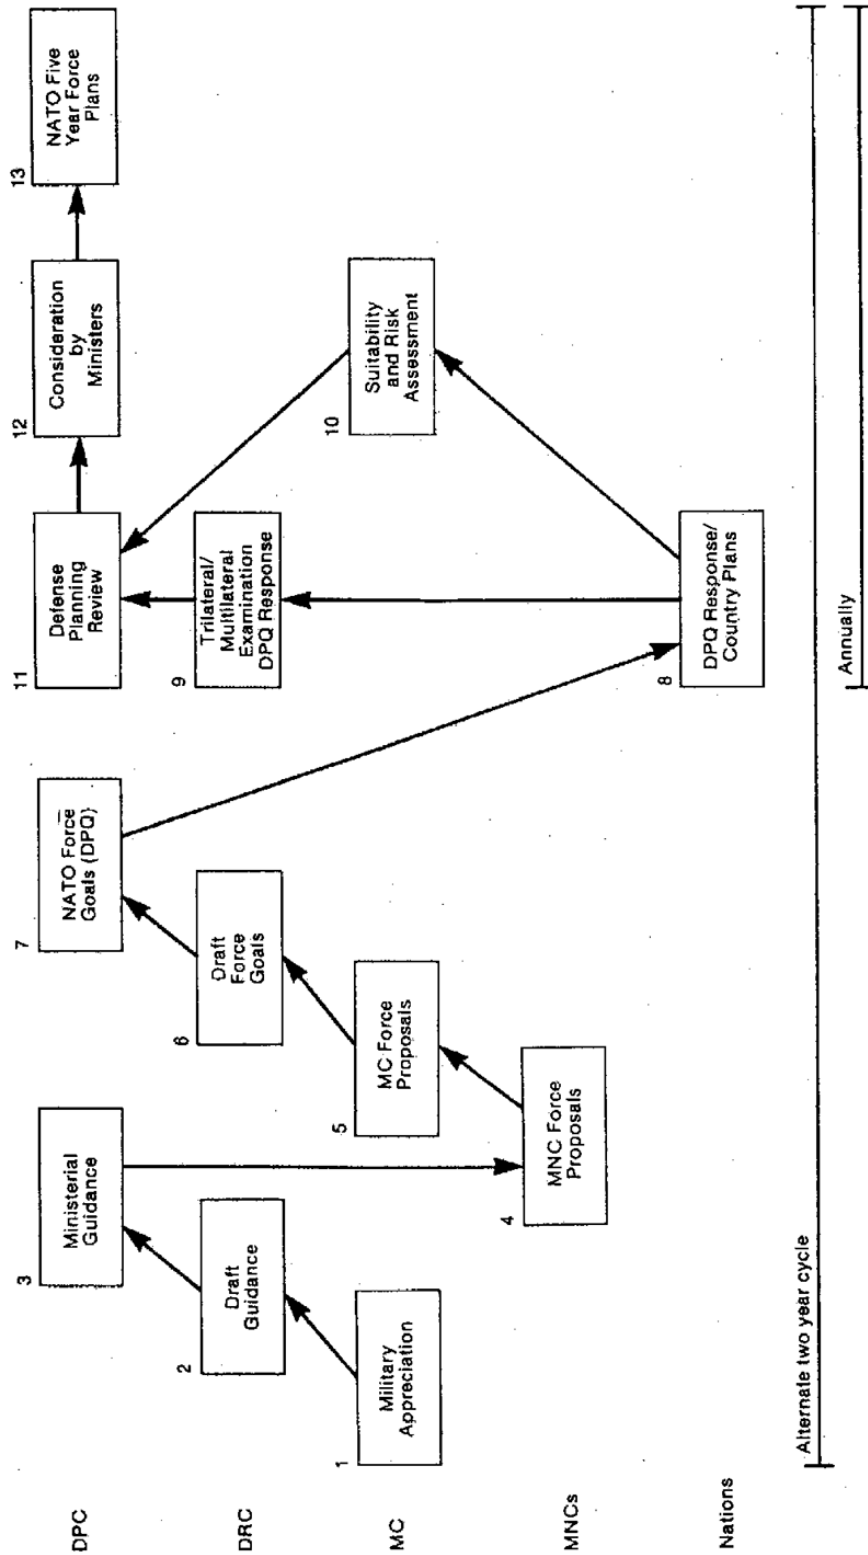 DPC
DRC
MC
MNCs
Nations
1
Military
Appreciation
2
Draft
Guidance
3
Ministerial
Guidance
4
MNC Force
Proposals
5
MC Force
Proposals
6
Draft
Force
Goals
7
NATO Force
Goals (DPQ)
8
DPQ Response/
Country Plans
9
Trilateral/
Multilateral
Examination
DPQ Response
10
Suitability
and Risk
Assessment
11
Defense
Planning
Review
12
Consideration
by
Ministers
13
NATO Five
Year Force
Plans
Alternate two year cycle
Annually